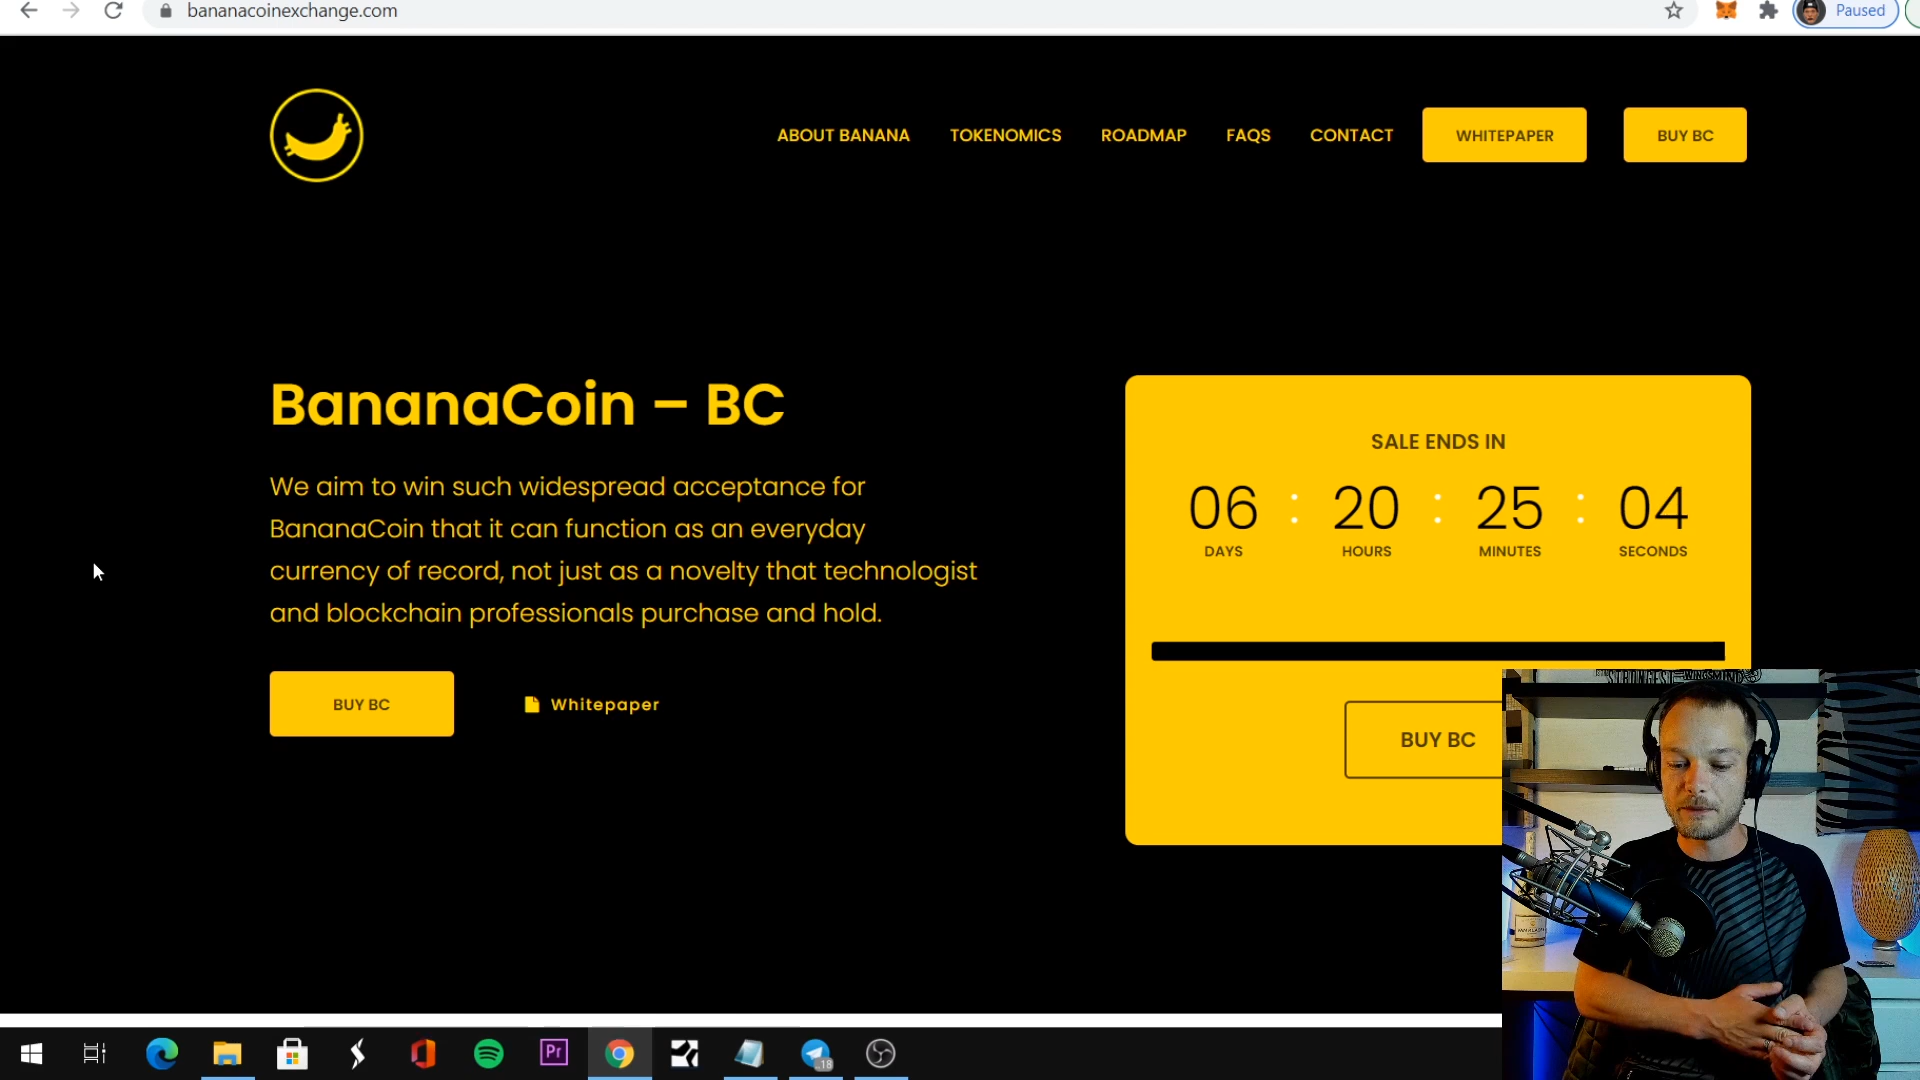 bananacoinexchange.com
Paused
ABOUT BANANA
TOKENOMICS
ROADMAP
FAQS
CONTACT
WHITEPAPER
BUY BC
BananaCoin – BC
We aim to win such widespread acceptance for
BananaCoin that it can function as an everyday
currency of record, not just as a novelty that technologist
and blockchain professionals purchase and hold.
BUY BC
Whitepaper
SALE ENDS IN
06 : 20 : 25 : 04
DAYS HOURS MINUTES SECONDS
BUY BC
STRONGEST
Pr
18